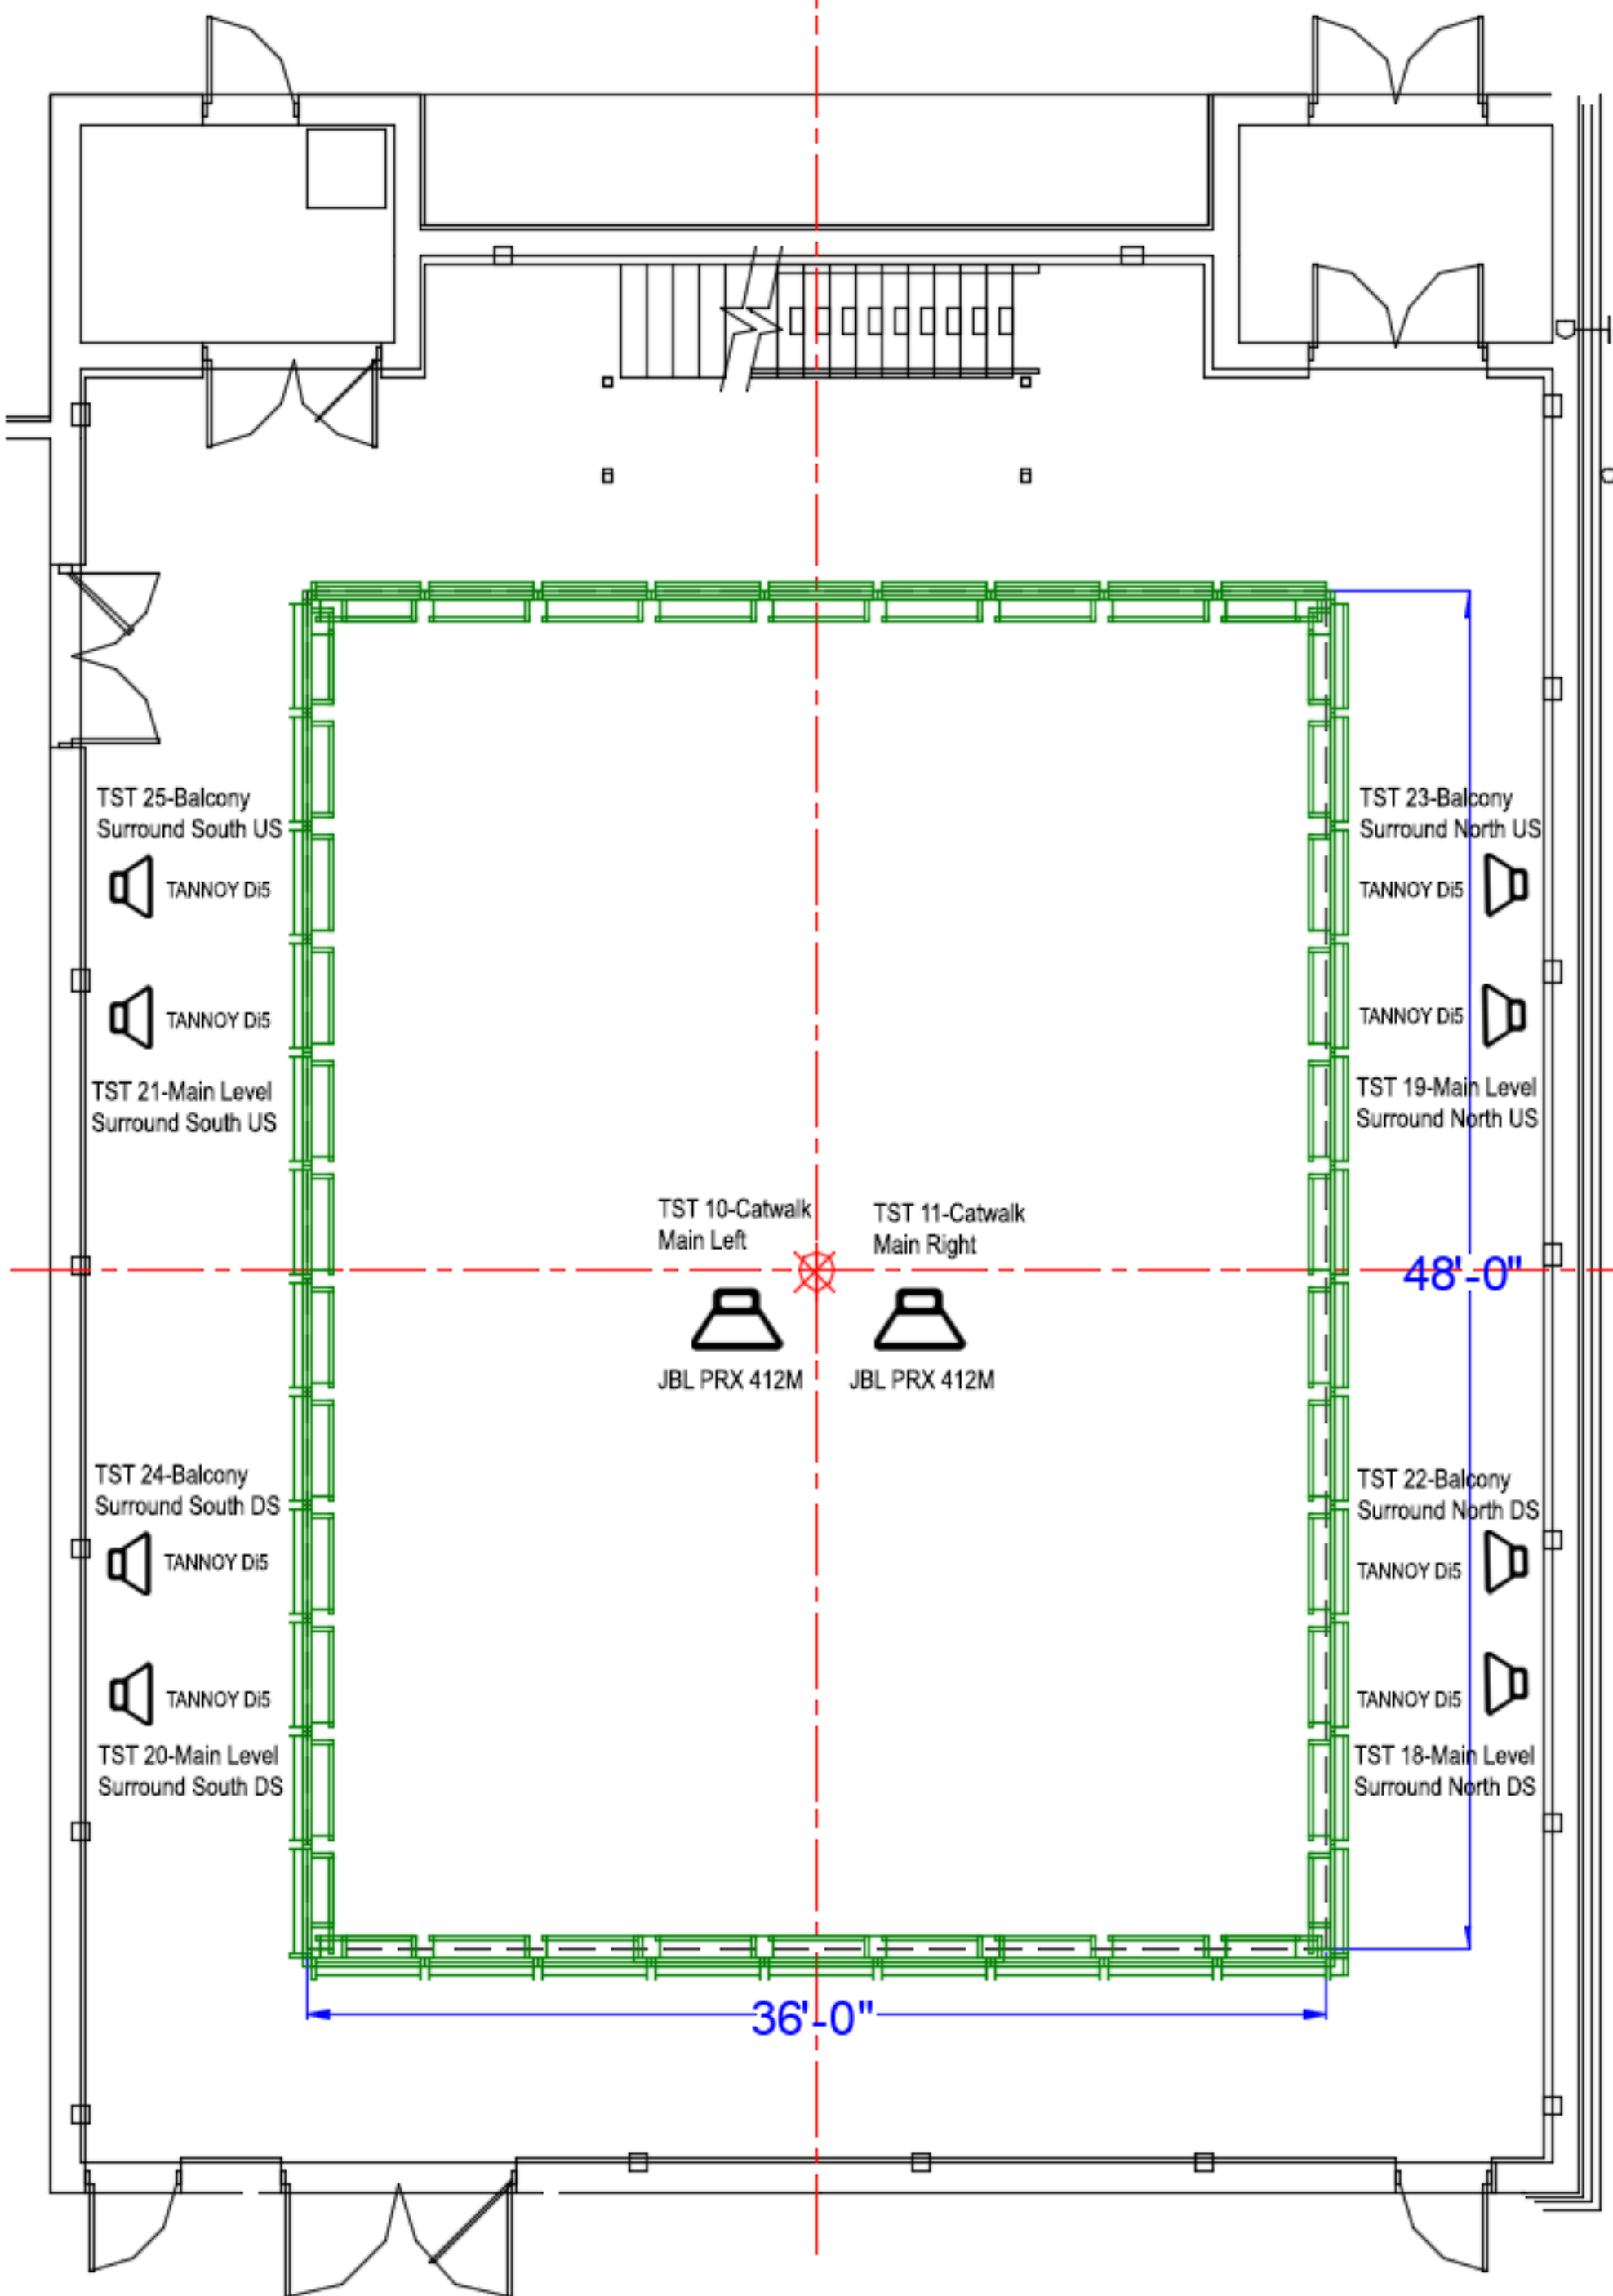 TST 25-Balcony
Surround South US
TANNOY Di5
TANNOY Di5
TST 21-Main Level
Surround South US
TST 23-Balcony
Surround North US
TANNOY Di5
TANNOY Di5
TST 19-Main Level
Surround North US
TST 10-Catwalk
Main Left
JBL PRX 412M
TST 11-Catwalk
Main Right
JBL PRX 412M
48'-0"
TST 24-Balcony
Surround South DS
TANNOY Di5
TANNOY Di5
TST 20-Main Level
Surround South DS
TST 22-Balcony
Surround North DS
TANNOY Di5
TANNOY Di5
TST 18-Main Level
Surround North DS
36'-0"